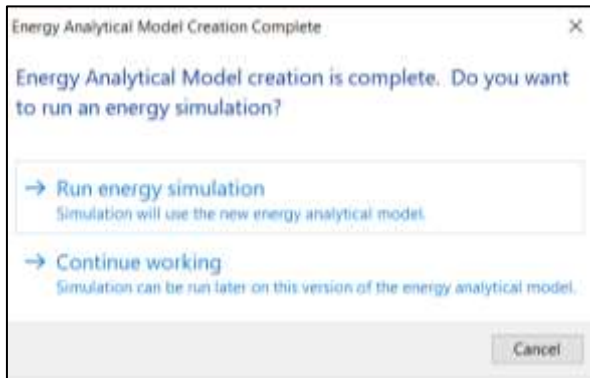 Energy Analytical Model Creation Complete
Energy Analytical Model creation is complete. Do you want
to run an energy simulation?
Run energy simulation
Simulation will use the new energy analytical model.
Continue working
Simulation can be run later on this version of the energy analytical model.
Cancel